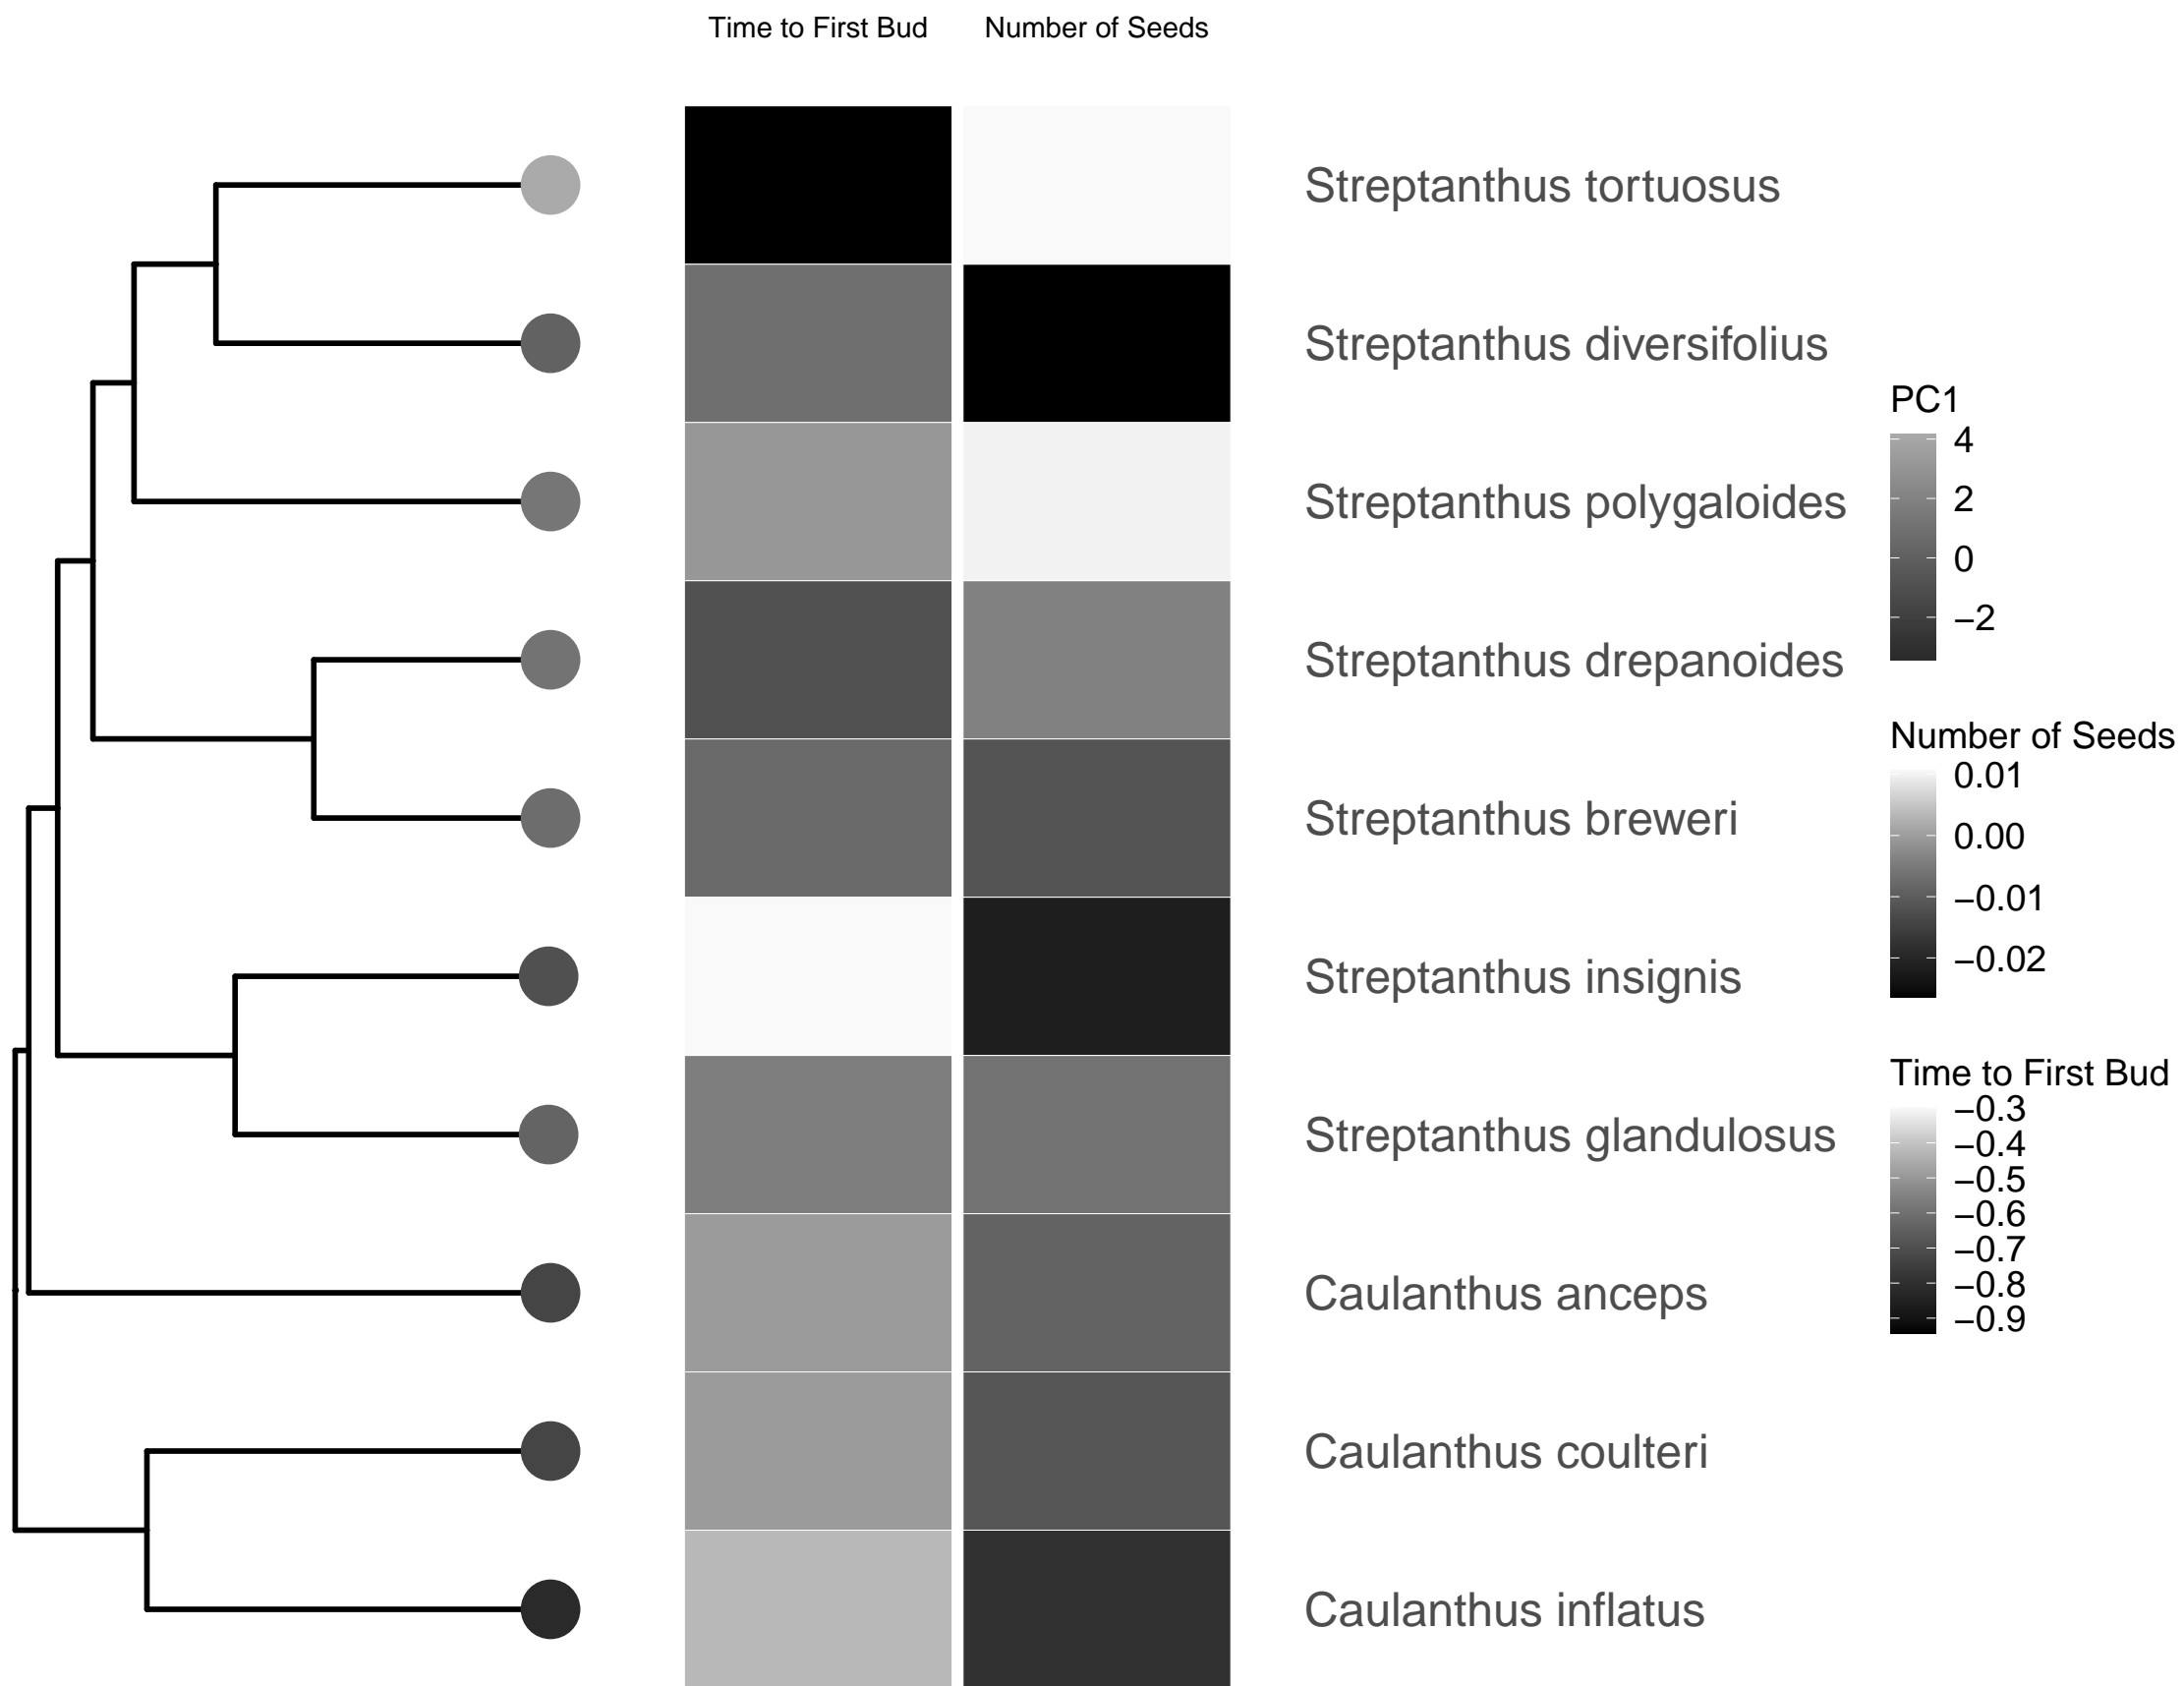 Time to First Bud Number of Seeds
Streptanthus tortuosus
Streptanthus diversifolius
Streptanthus polygaloides
Streptanthus drepanoides
Streptanthus breweri
Streptanthus insignis
Streptanthus glandulosus
Caulanthus anceps
Caulanthus coulteri
Caulanthus inflatus
PC1
4
2
0
−2
Number of Seeds
0.01
0.00
−0.01
−0.02
Time to First Bud
−0.3
−0.4
−0.5
−0.6
−0.7
−0.8
−0.9